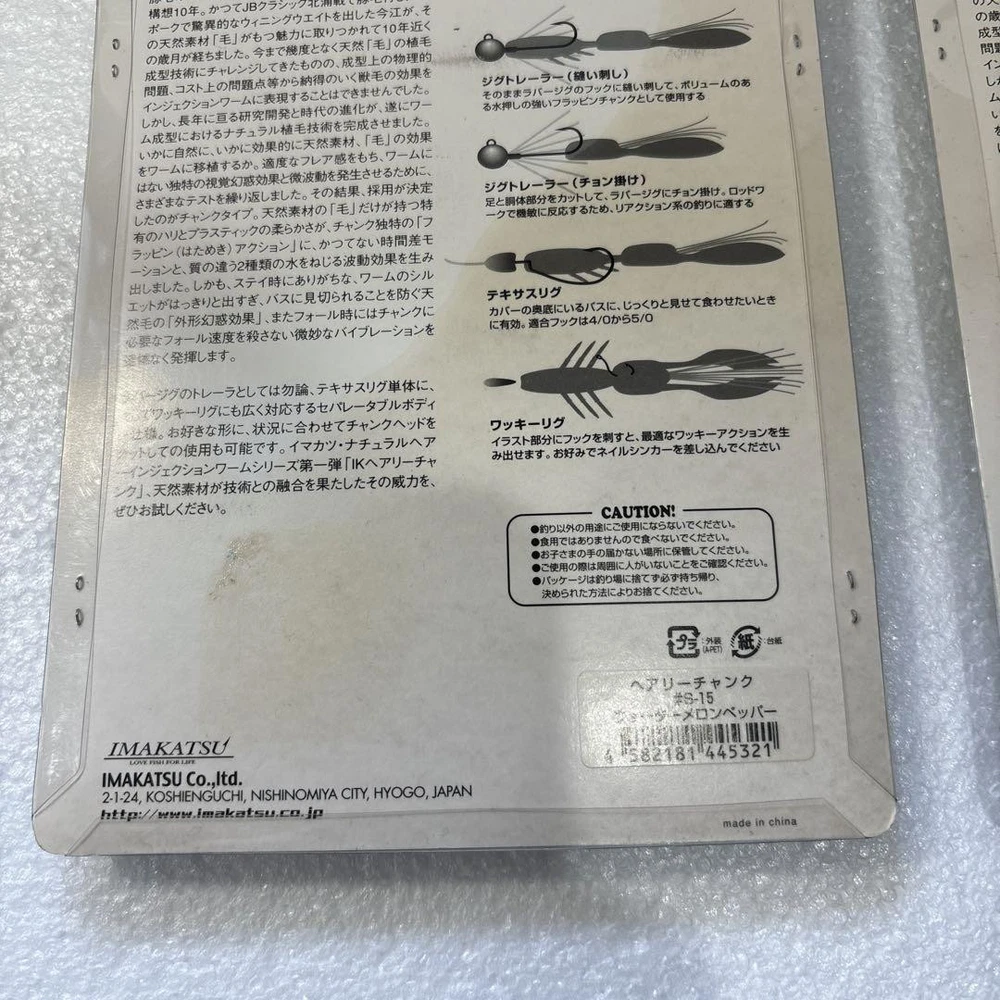 構想10年。かつてJBクラシック北浦戦で豚毛
ポークで驚異的なウィニングウエイトを出した今江が、そ
の天然素材「毛」がもつ魅力に取りつかれて10年近く
の歳月が経ちました。今まで幾度となく天然「毛」の植毛
成型技術にチャレンジしてきたものの、成型上の物理的
問題、コスト上の問題点等から納得のいく獣毛の効果を
インジェクションワームに表現することはできませんでした。
しかし、長年に亘る研究開発と時代の進化が、遂にワー
ム成型におけるナチュラル植毛技術を完成させました。
いかに自然に、いかに効果的に天然素材、「毛」の効果
をワームに移植するか。適度なフレア感をもち、ワームに
はない独特の視覚幻惑効果と微波動を発生させるために、
さまざまなテストを繰り返しました。その結果、採用が決定
したのがチャンクタイプ。天然素材の「毛」だけが持つ特
有のハリとプラスティックの柔らかさが、チャンク独特の「フ
ラッピン(はためき)アクション」に、かつてない時間差モ
ーションと、質の違う2種類の水をねじる波動効果を生み
出しました。しかも、ステイ時にありがちな、ワームのシル
エットがはっきりと出すぎ、バスに見切られることを防ぐ天
然毛の「外形幻惑効果」、またフォール時にはチャンクに
必要なフォール速度を殺さない微妙なバイブレーションを
なく発揮します。
ージグのトレーラとしては勿論、テキサスリグ単体に、
ワッキーリグにも広く対応するセパレータブルボディ
仕様。お好きな形に、状況に合わせてチャンクヘッドを
ットしての使用も可能です。イマカツ・ナチュラルヘア
ーインジェクションワームシリーズ第一弾「IKヘアリーチャ
ンク」、天然素材が技術との融合を果たしたその威力を、
ぜひお試しください。
ジグトレーラー(縫い刺し)
そのままラバージグのフックに縫い刺して、ボリュームのあ
る水押しの強いフラッピンチャンクとして使用する
ジグトレーラー(チョン掛け)
足と胴体部分をカットして、ラバージグにチョン掛け。ロッドワ
ークで機敏に反応するため、リアクション系の釣りに適する
テキサスリグ
カバーの奥底にいるバスに、じっくりと見せて食わせたいとき
に有効。適合フックは4/0から5/0
ワッキーリグ
イラスト部分にフックを刺すと、最適なワッキーアクションを生
み出せます。お好みでネイルシンカーを差し込んでください
CAUTION!
●釣り以外の用途にご使用にならないでください。
●食用ではありませんので食べないでください。
●お子さまの手の届かない場所に保管してください。
●ご使用の際は周囲に人がいないことをご確認ください。
●パッケージは釣り場に捨てず必ず持ち帰り、
決められた方法によりお捨てください。
プラ :外装 (A-PET) 紙 :台紙
ヘアリーチャンク
#S-15
ウォーターメロンペッパー
4 582181 445321
IMAKATSU
LOVE FISH FOR LIFE
IMAKATSU Co.,ltd.
2-1-24, KOSHIENGUCHI, NISHINOMIYA CITY, HYOGO, JAPAN
http://www.imakatsu.co.jp
made in china